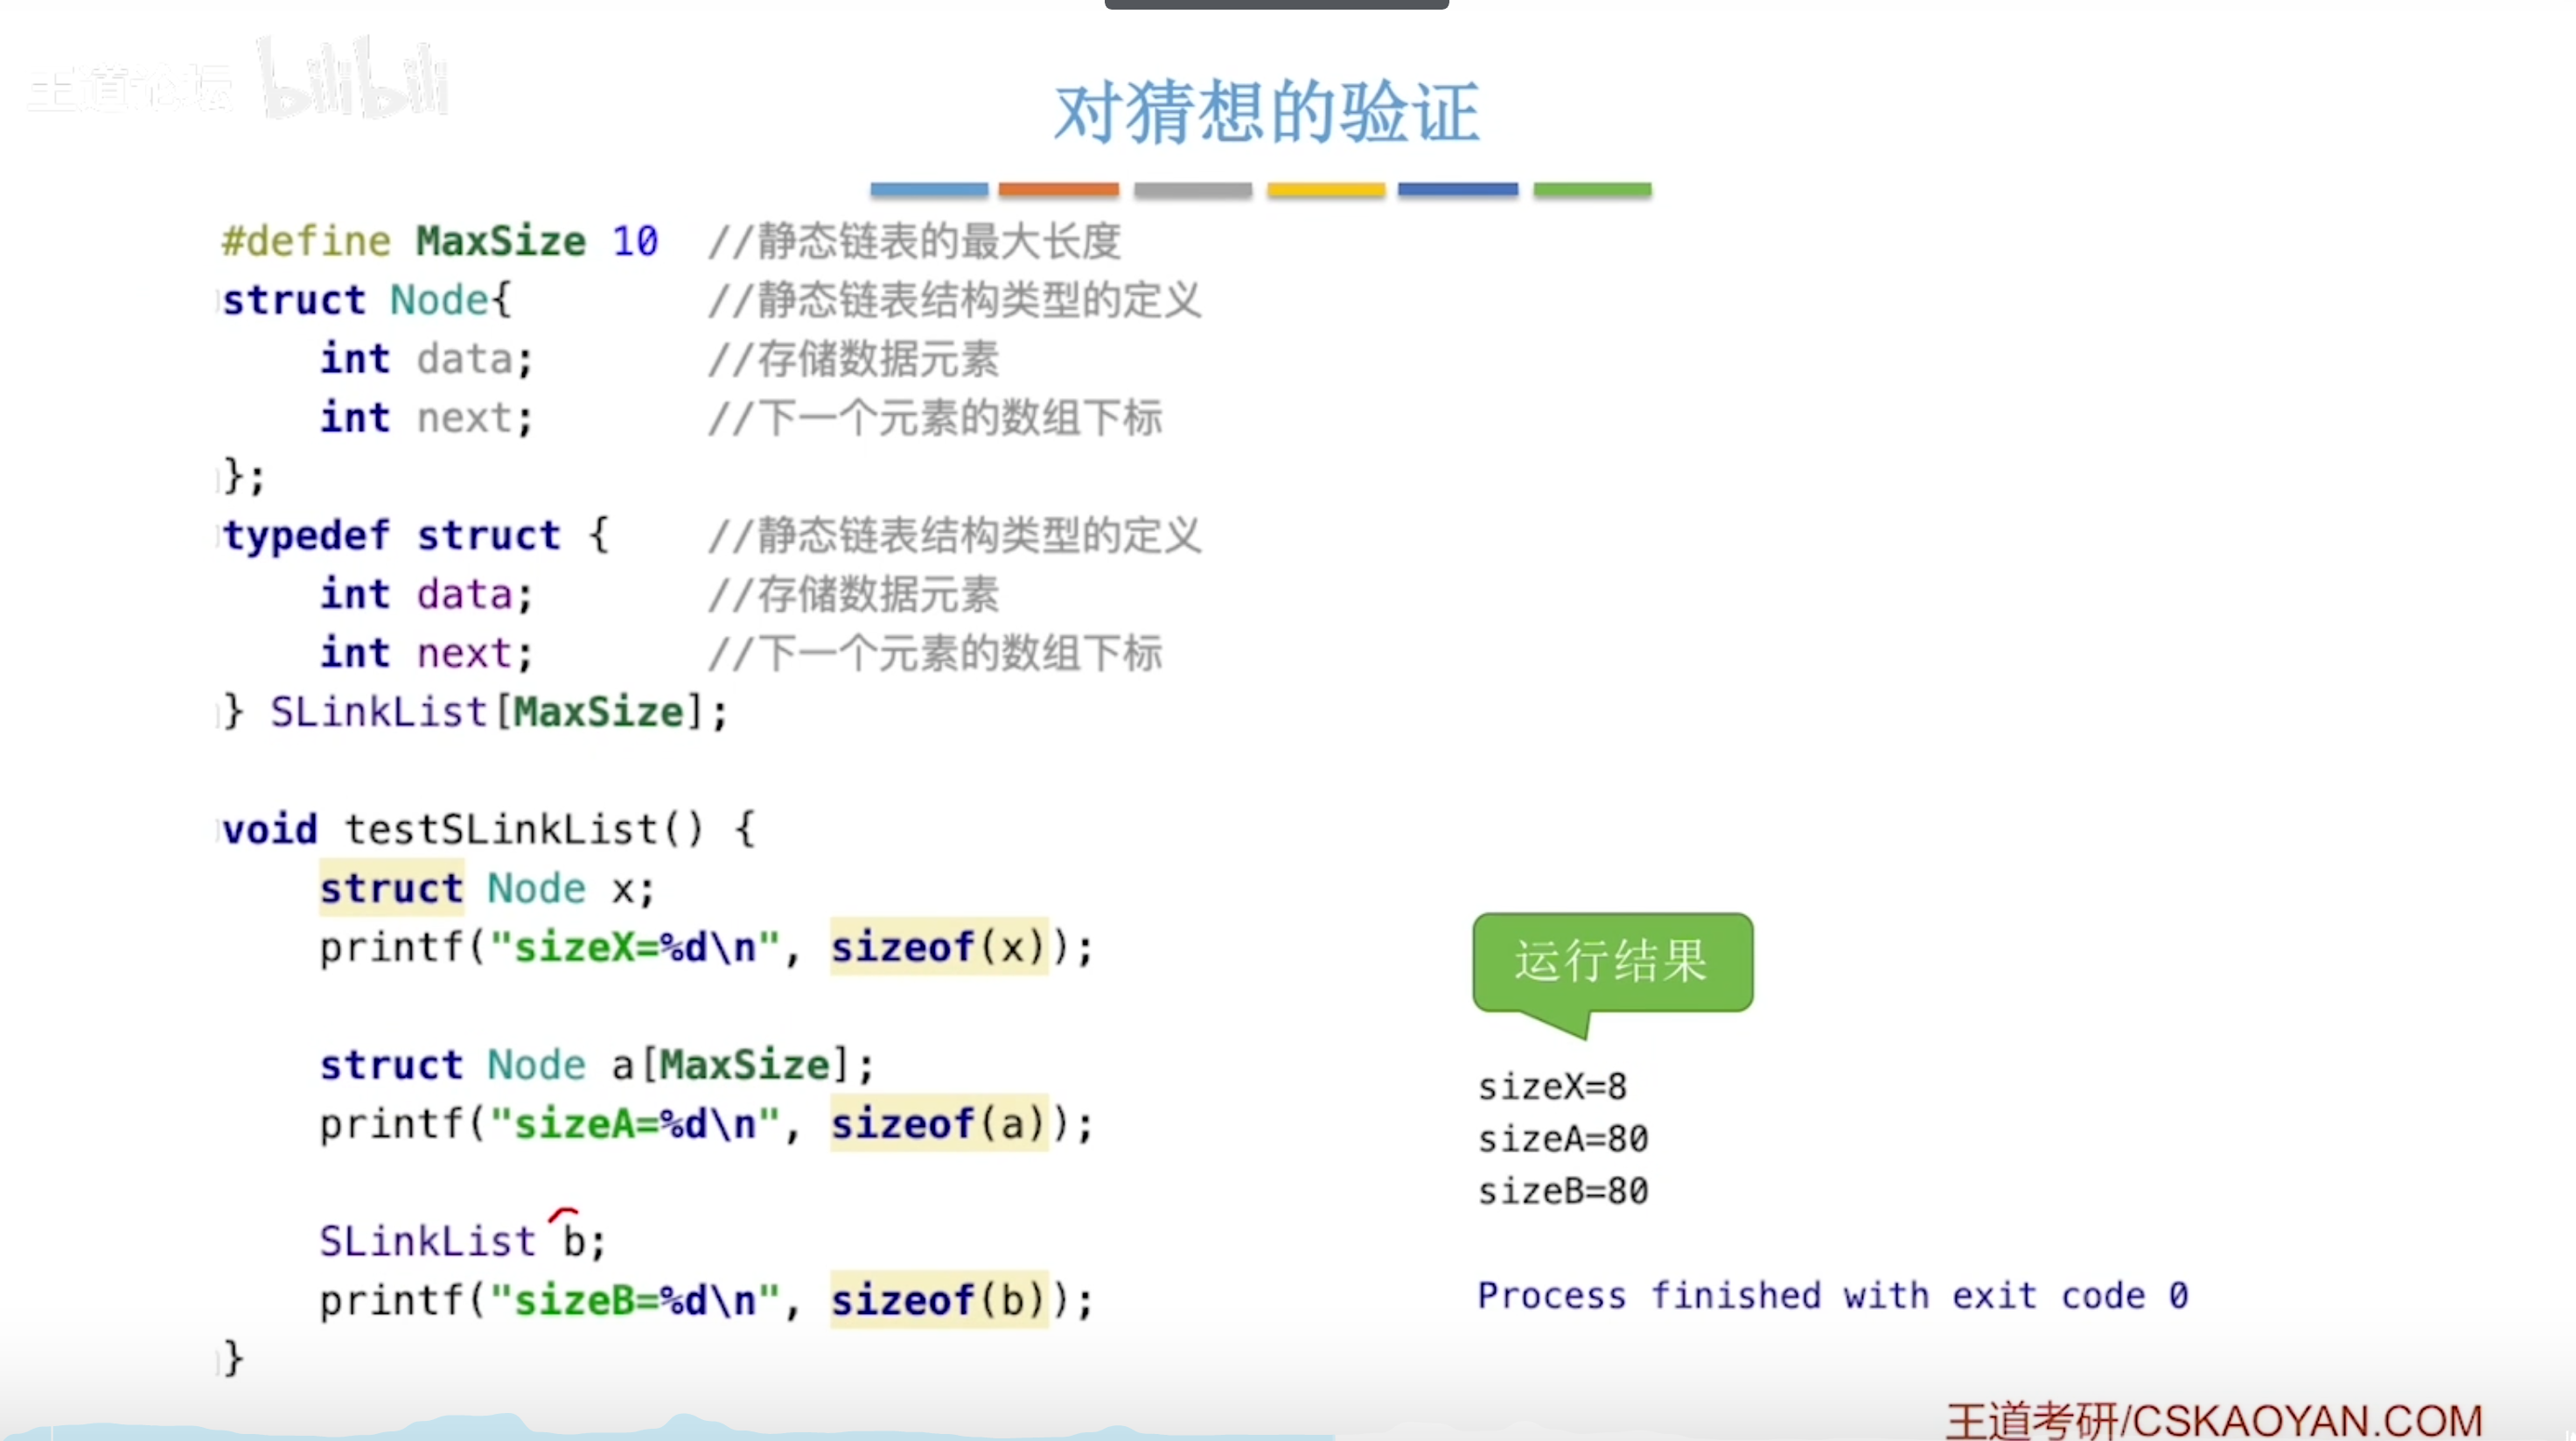 王道论坛 bilibili
对猜想的验证
#define MaxSize 10 //静态链表的最大长度
struct Node{ //静态链表结构类型的定义
int data; //存储数据元素
int next; //下一个元素的数组下标
};
typedef struct { //静态链表结构类型的定义
int data; //存储数据元素
int next; //下一个元素的数组下标
} SLinkList[MaxSize];
void testSLinkList() {
struct Node x;
printf("sizeX=%d\n", sizeof(x));
struct Node a[MaxSize];
printf("sizeA=%d\n", sizeof(a));
SLinkList b;
printf("sizeB=%d\n", sizeof(b));
}
运行结果
sizeX=8
sizeA=80
sizeB=80
Process finished with exit code 0
王道考研/CSKAOYAN.COM